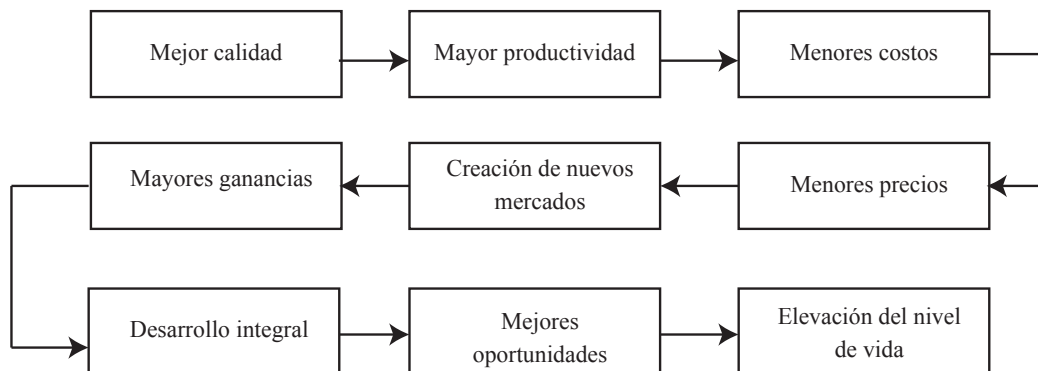 Mejor calidad
Mayor productividad
Menores costos
Mayores ganancias
Creación de nuevos
mercados
Menores precios
Desarrollo integral
Mejores
oportunidades
Elevación del nivel
de vida